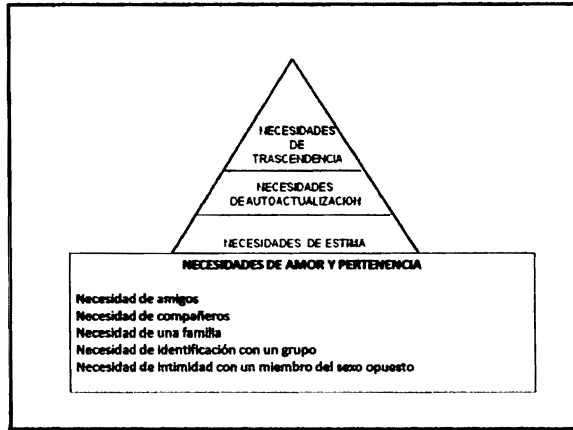 NECESIDADES
DE
TRASCENDENCIA
NECESIDADES
DE AUTOACTUALIZACION
NECESIDADES DE ESTIMA
NECESIDADES DE AMOR Y PERTENENCIA
Necesidad de amigos
Necesidad de compañeros
Necesidad de una familia
Necesidad de identificación con un grupo
Necesidad de intimidad con un miembro del sexo opuesto